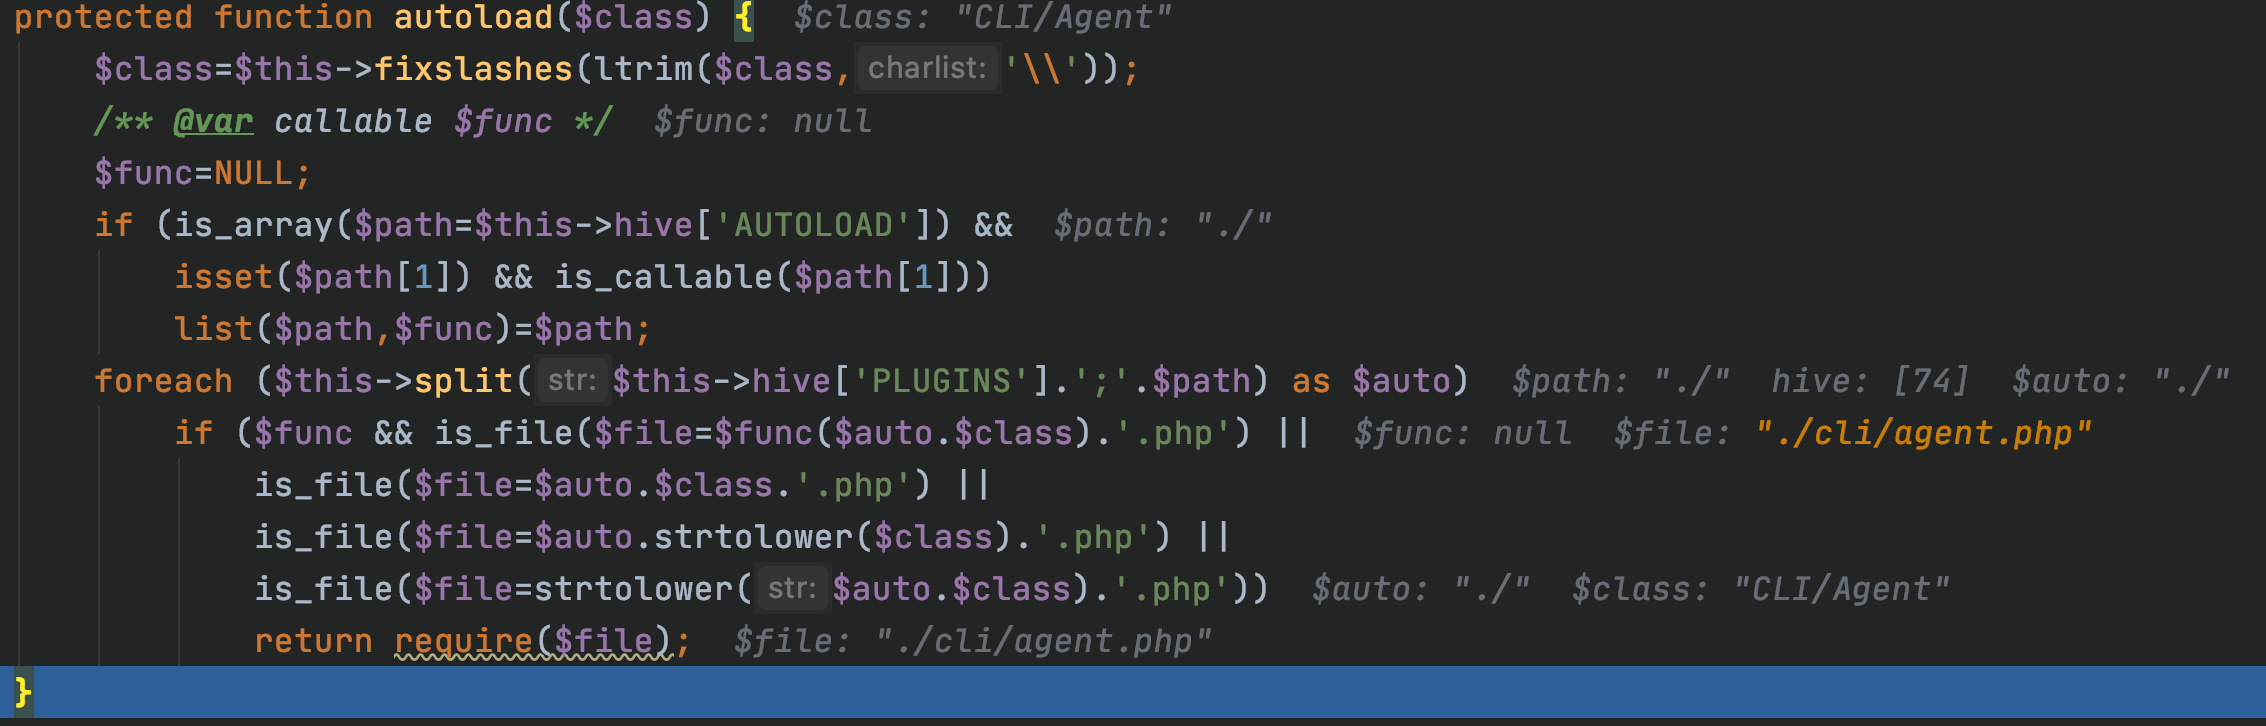 protected function autoload($class) {  $class: "CLI/Agent"
    $class=$this->fixslashes(ltrim($class, charlist: '\\'));
    /** @var callable $func */  $func: null
    $func=NULL;
    if (is_array($path=$this->hive['AUTOLOAD']) &&  $path: "./"
        isset($path[1]) && is_callable($path[1]))
        list($path,$func)=$path;
    foreach ($this->split( str: $this->hive['PLUGINS'].';'.$path) as $auto)  $path: "./"  hive: [74]  $auto: "./"
        if ($func && is_file($file=$func($auto.$class).'.php') ||  $func: null  $file: "./cli/agent.php"
            is_file($file=$auto.$class.'.php') ||
            is_file($file=$auto.strtolower($class).'.php') ||
            is_file($file=strtolower( str: $auto.$class).'.php'))  $auto: "./"  $class: "CLI/Agent"
            return require($file);  $file: "./cli/agent.php"
}